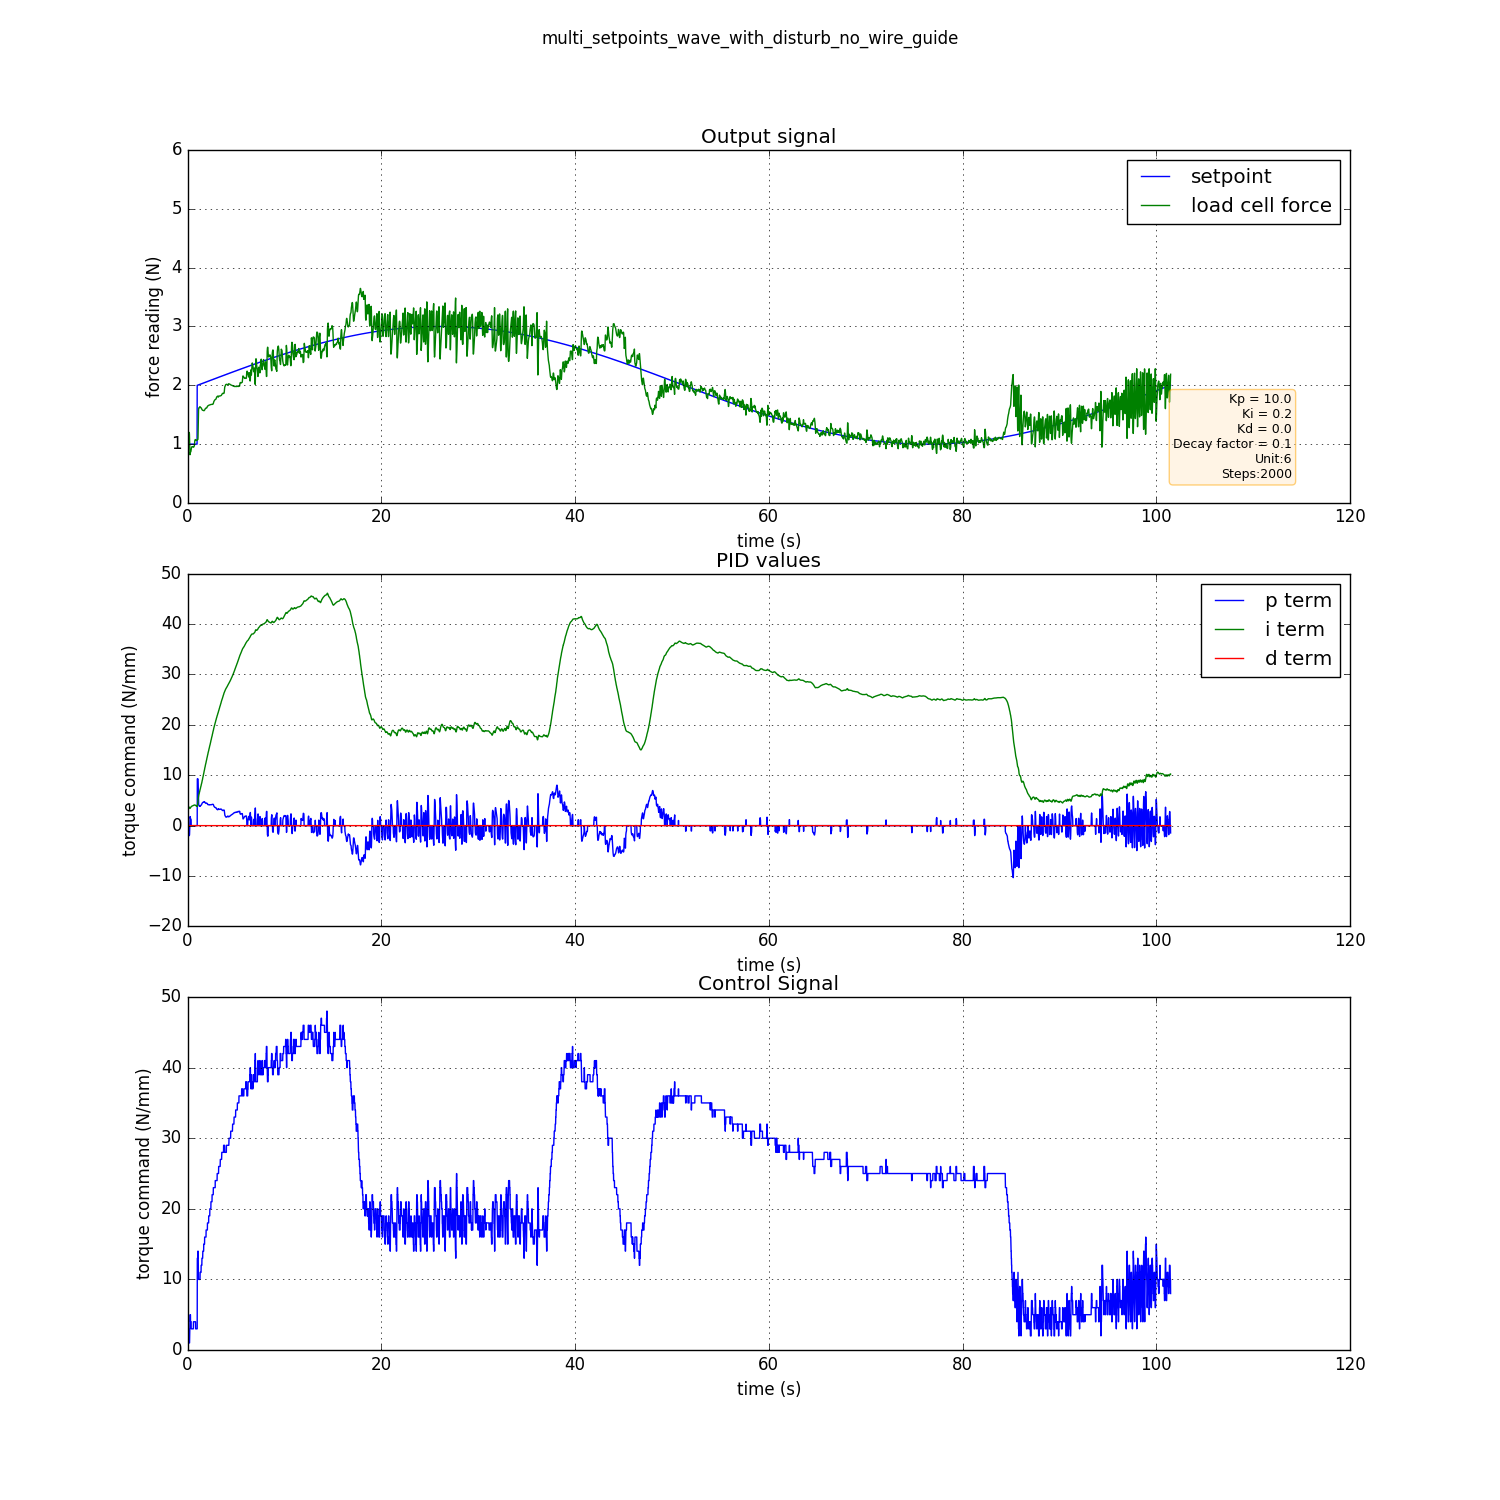 multi_setpoints_wave_with_disturb_no_wire_guide
Output signal
6
5
4
3
2
1
0
force reading (N)
setpoint
load cell force
Kp = 10.0
Ki = 0.2
Kd = 0.0
Decay factor = 0.1
Unit:6
Steps:2000
0 20 40 60 80 100 120
time (s)
PID values
50
40
30
20
10
0
−10
−20
torque command (N/mm)
p term
i term
d term
0 20 40 60 80 100 120
time (s)
Control Signal
50
40
30
20
10
0
torque command (N/mm)
0 20 40 60 80 100 120
time (s)